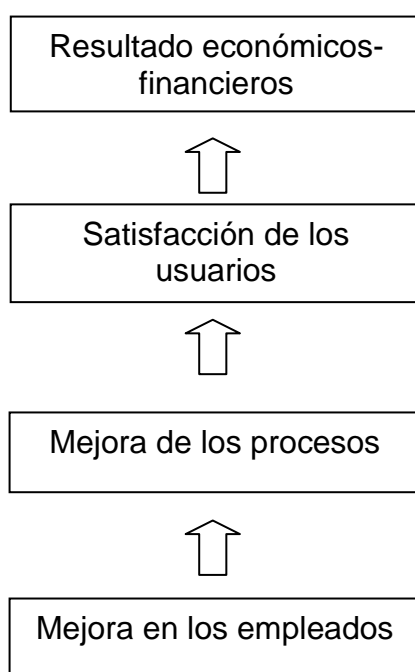 Resultado económicos-
financieros
Satisfacción de los
usuarios
Mejora de los procesos
Mejora en los empleados